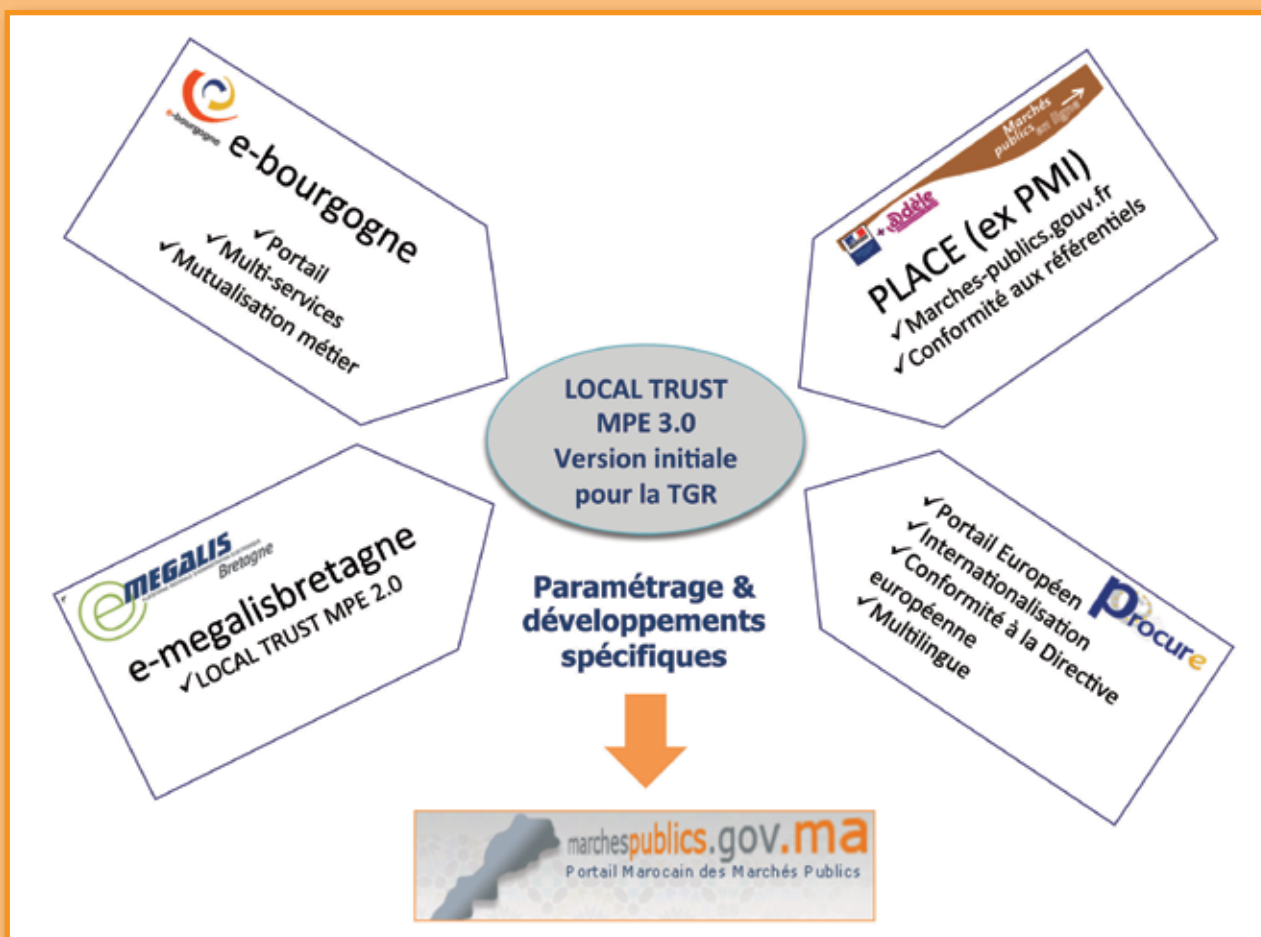 e-bourgogne
e-bourgogne
✓Portail
✓Multi-services
✓Mutualisation métier
Marchés
publics en ligne
adèle
PLACE (ex PMI)
✓Marches-publics.gouv.fr
✓Conformité aux référentiels
LOCAL TRUST
MPE 3.0
Version initiale
pour la TGR
e MEGALIS
Bretagne
e-megalisbretagne
✓LOCAL TRUST MPE 2.0
✓Portail Européen
✓Internationalisation
✓Conformité à la Directive
européenne
✓Multilingue
Procure
Paramétrage &
développements
spécifiques
marchespublics.gov.ma
Portail Marocain des Marchés Publics